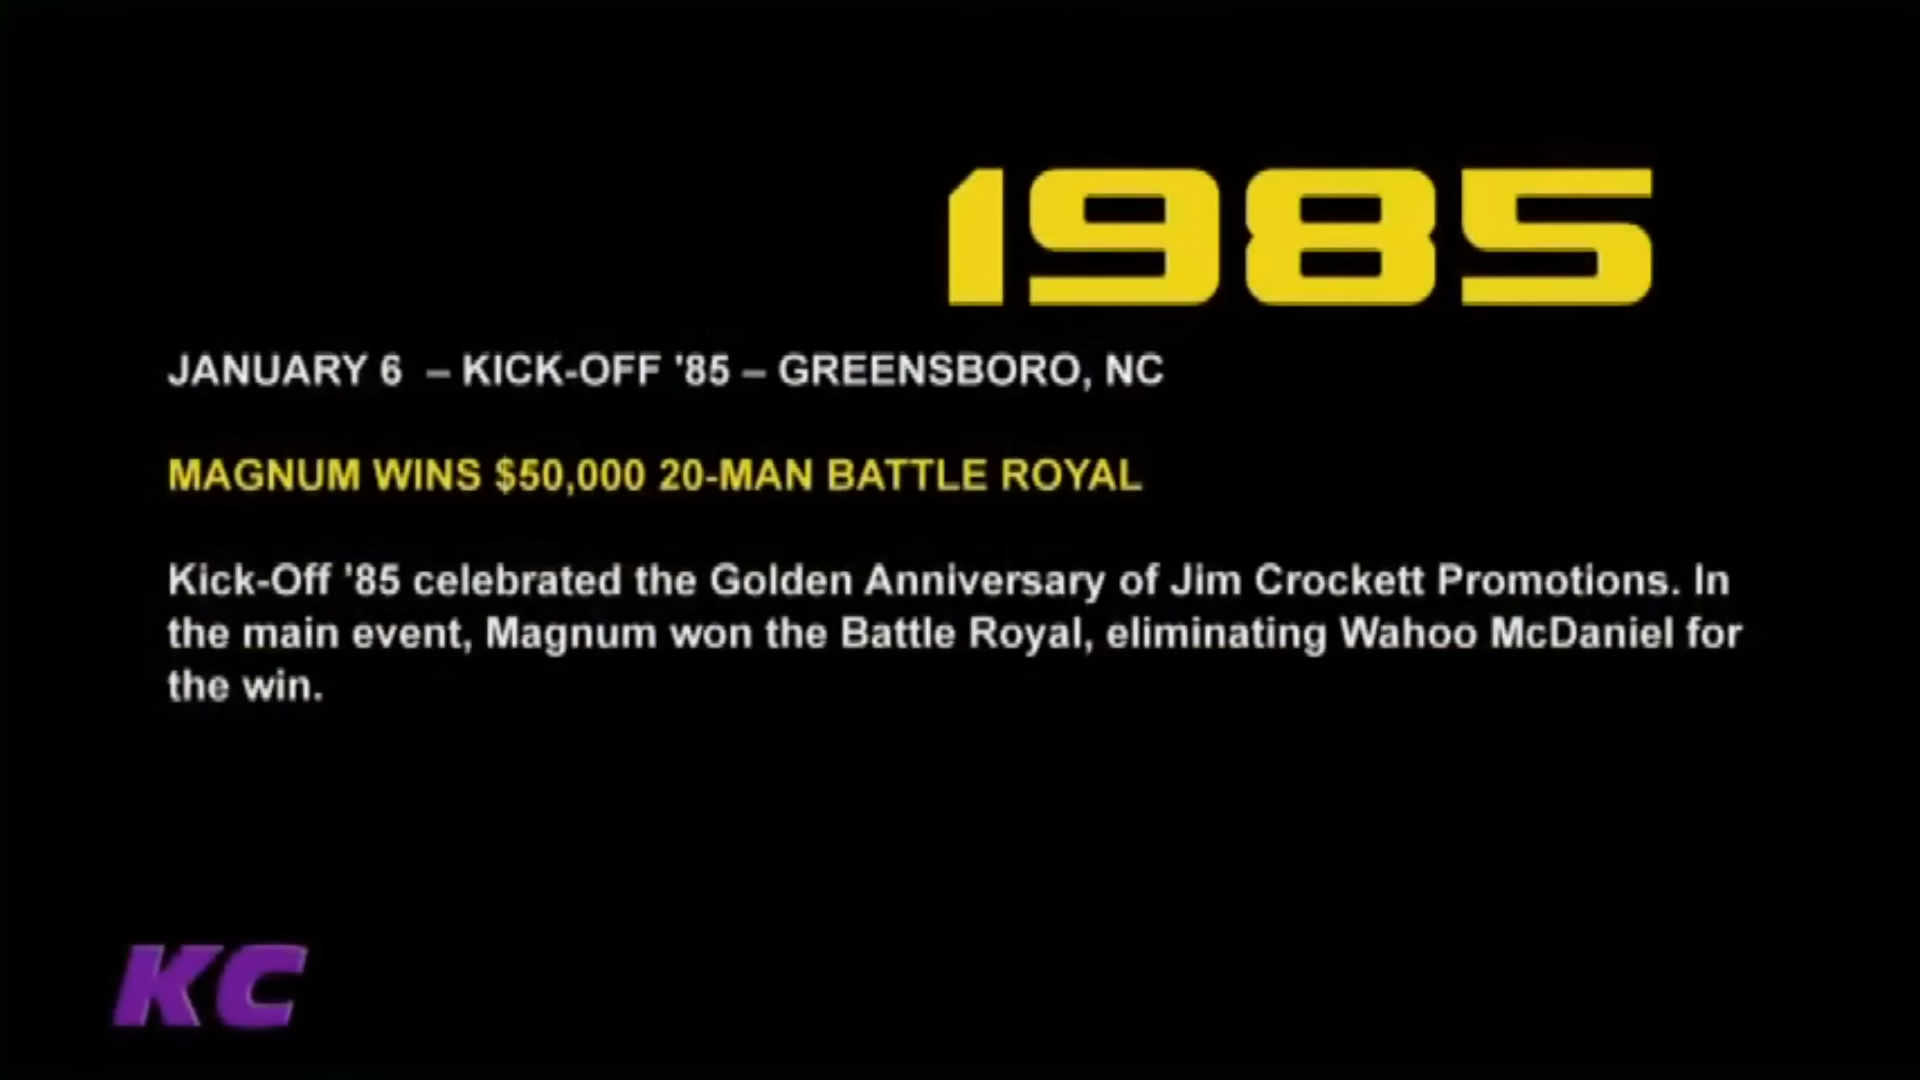 1985
JANUARY 6  – KICK-OFF '85 – GREENSBORO, NC
MAGNUM WINS $50,000 20-MAN BATTLE ROYAL
Kick-Off '85 celebrated the Golden Anniversary of Jim Crockett Promotions. In
the main event, Magnum won the Battle Royal, eliminating Wahoo McDaniel for
the win.
KC